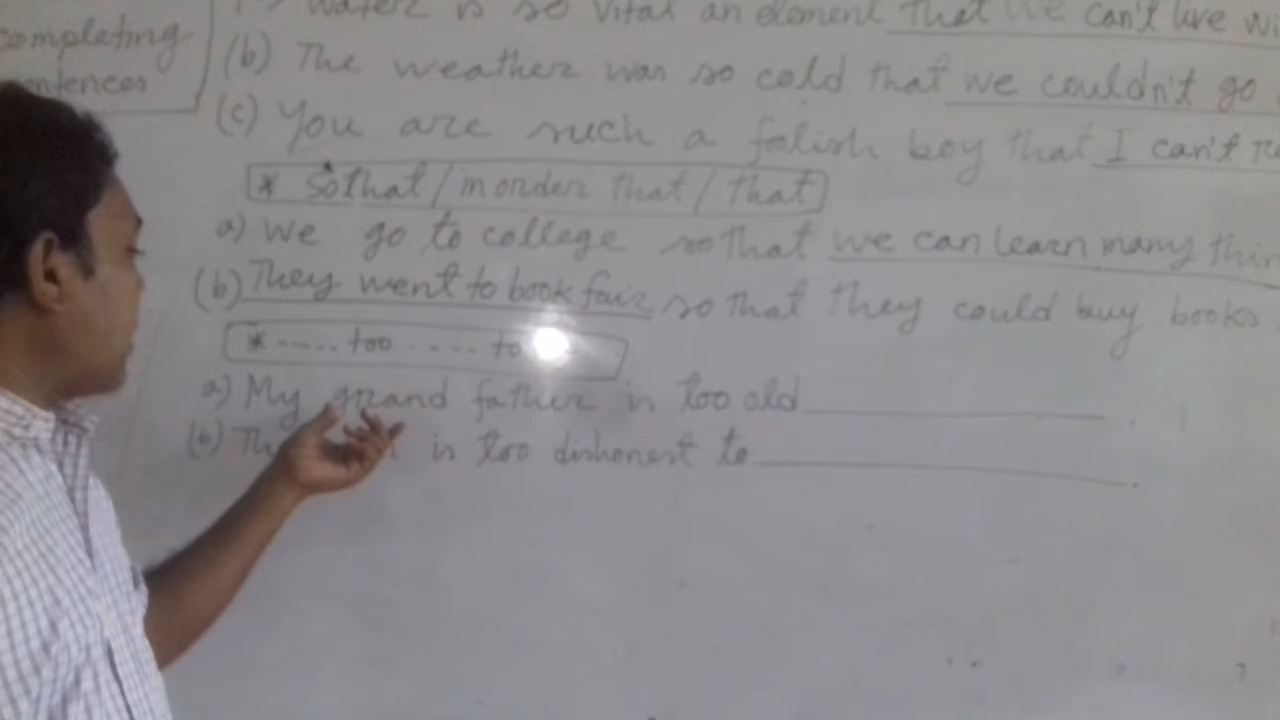 completing
sentences
water is so vital an element that we can't live wi
(b) The weather was so cold that we couldn't go
(c) You are such a folish boy that I can't
* so that / in order that / that
a) We go to college so that we can learn many thin
(b) They went to book fair so that they could buy books
* ..... too ..... to
a) My grand father is too old
(b) is too dishonest to